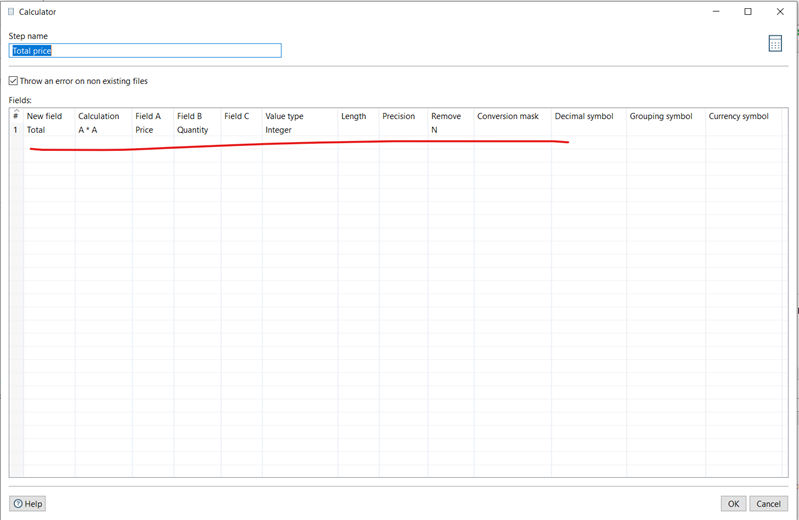 Calculator
Step name
Total price
Throw an error on non existing files
Fields:
# New field Calculation Field A Field B Field C Value type Length Precision Remove Conversion mask Decimal symbol Grouping symbol Currency symbol
1 Total A * A Price Quantity Integer N
Help OK Cancel